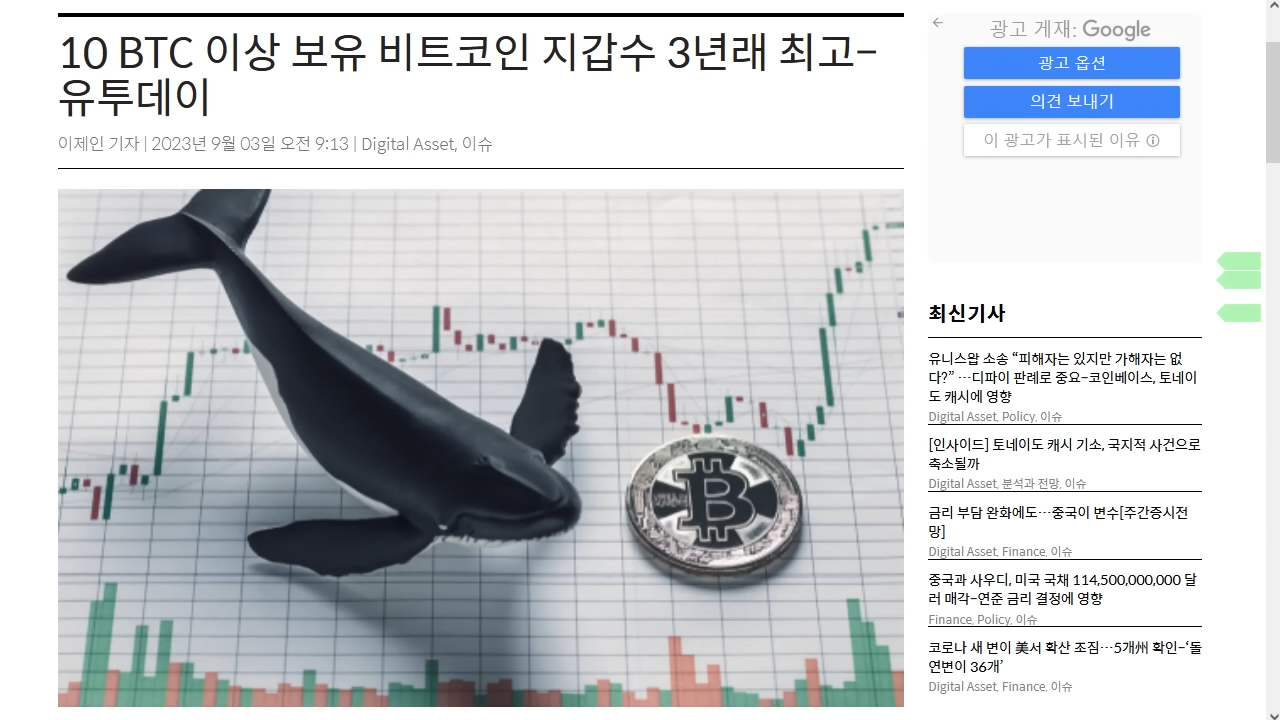 10 BTC 이상 보유 비트코인 지갑수 3년래 최고–
유투데이
이제인 기자 | 2023년 9월 03일 오전 9:13 | Digital Asset, 이슈
광고 게재: Google
광고 옵션
의견 보내기
이 광고가 표시된 이유
최신기사
유니스왑 소송 “피해자는 있지만 가해자는 없
다?” …디파이 판례로 중요–코인베이스, 토네이
도 캐시에 영향
Digital Asset, Policy, 이슈
[인사이드] 토네이도 캐시 기소, 국지적 사건으로
축소될까
Digital Asset, 분석과 전망, 이슈
금리 부담 완화에도…중국이 변수[주간증시전
망]
Digital Asset, Finance, 이슈
중국과 사우디, 미국 국채 114,500,000,000 달
러 매각–연준 금리 결정에 영향
Finance, Policy, 이슈
코로나 새 변이 美서 확산 조짐…5개州 확인–‘돌
연변이 36개’
Digital Asset, Finance, 이슈